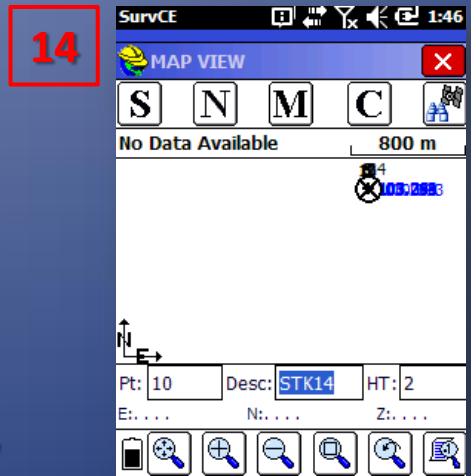 14
SurvCE 1:46
MAP VIEW
S N M C
No Data Available 800 m
Pt: 10 Desc: STK14 HT: 2
E:. . . . N:. . . . Z:. . . .
N
E